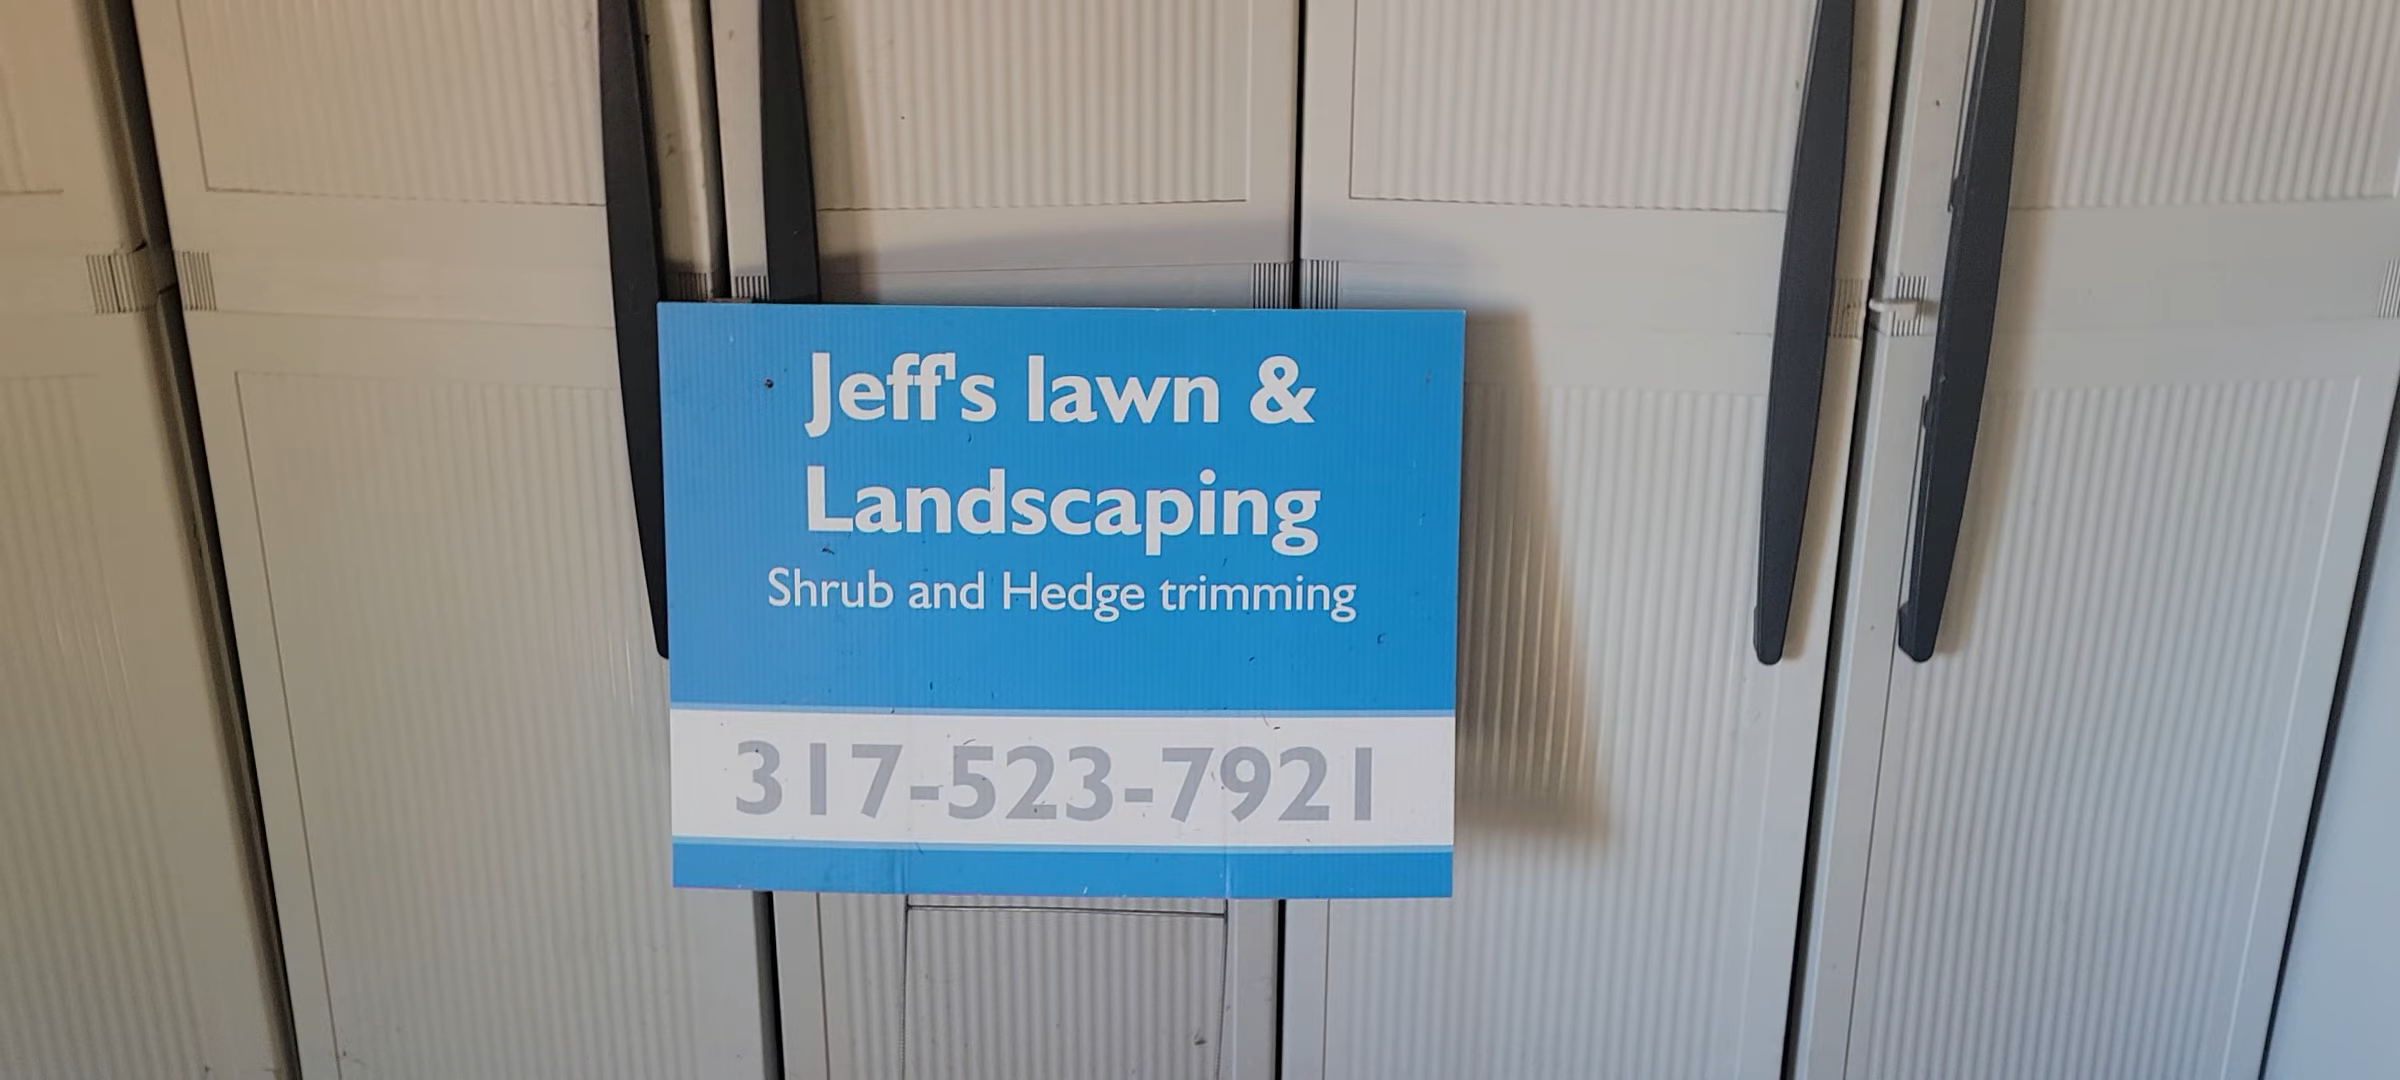 Jeff's lawn &
Landscaping
Shrub and Hedge trimming
317-523-7921